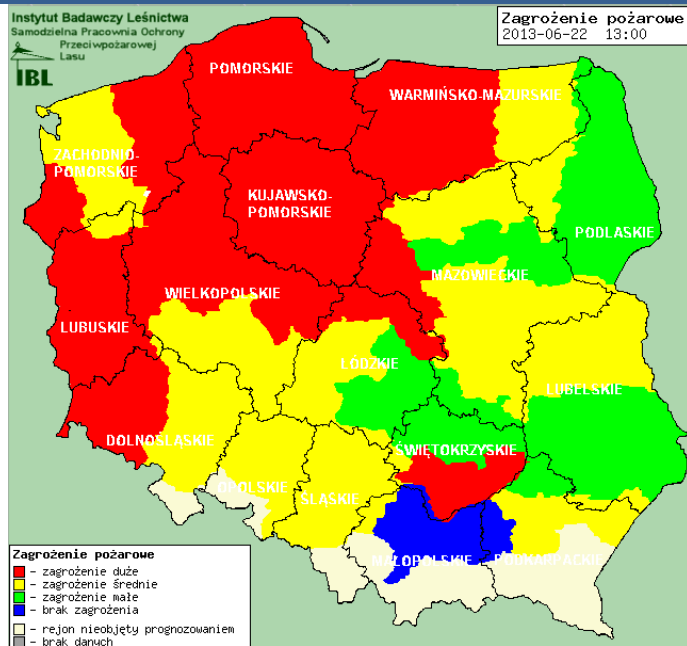 Instytut Badawczy Leśnictwa
Samodzielna Pracownia Ochrony
Przeciwpożarowej
Lasu
IBL
Zagrożenie pożarowe
2013-06-22 13:00
POMORSKIE
WARMIŃSKO-MAZURSKIE
ZACHODNIO-
POMORSKIE
KUJAWSKO-
POMORSKIE
PODLASKIE
MAZOWIECKIE
WIELKOPOLSKIE
LUBUSKIE
ŁÓDZKIE
LUBELSKIE
DOLNOŚLĄSKIE
ŚWIĘTOKRZYSKIE
OPOLSKIE
ŚLĄSKIE
MAŁOPOLSKIE
PODKARPACKIE
Zagrożenie pożarowe
- zagrożenie duże
- zagrożenie średnie
- zagrożenie małe
- brak zagrożenia
- rejon nieobjęty prognozowaniem
- brak danych